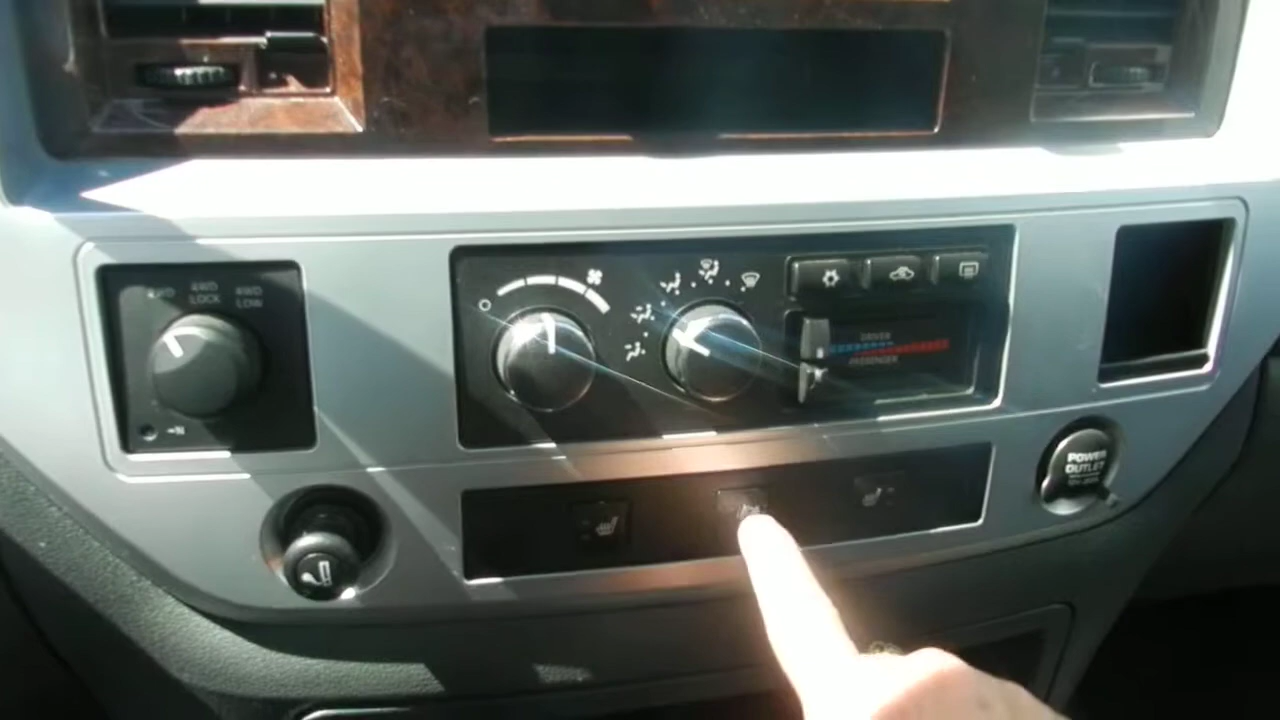 4WD
LOCK
4WD
LOW
DRIVER
PASSENGER
POWER
OUTLET